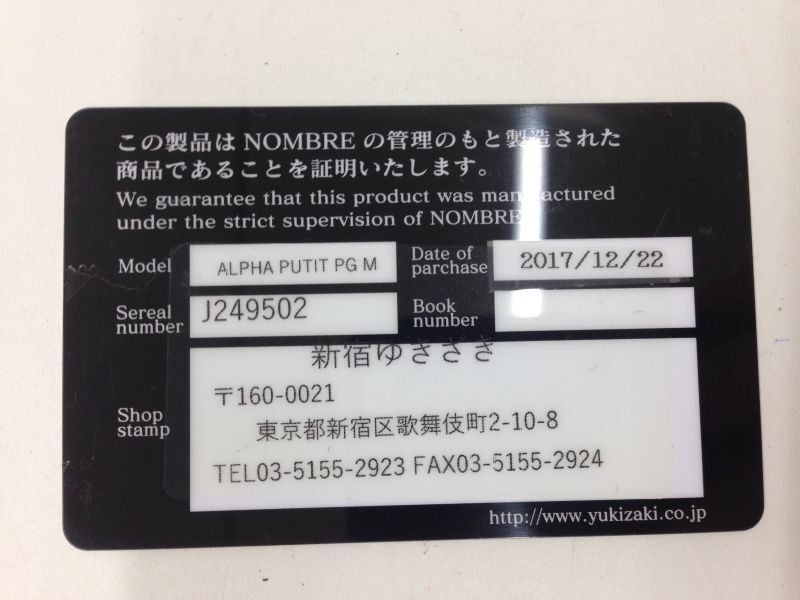 この製品は NOMBRE の管理のもと製造された
商品であることを証明いたします。
We guarantee that this product was manufactured
under the strict supervision of NOMBRE
Model ALPHA PUTIT PG M Date of purchase 2017/12/22
Sereal number J249502 Book number
Shop stamp
新宿ゆきざき
〒160-0021
東京都新宿区歌舞伎町2-10-8
TEL03-5155-2923 FAX03-5155-2924
http://www.yukizaki.co.jp